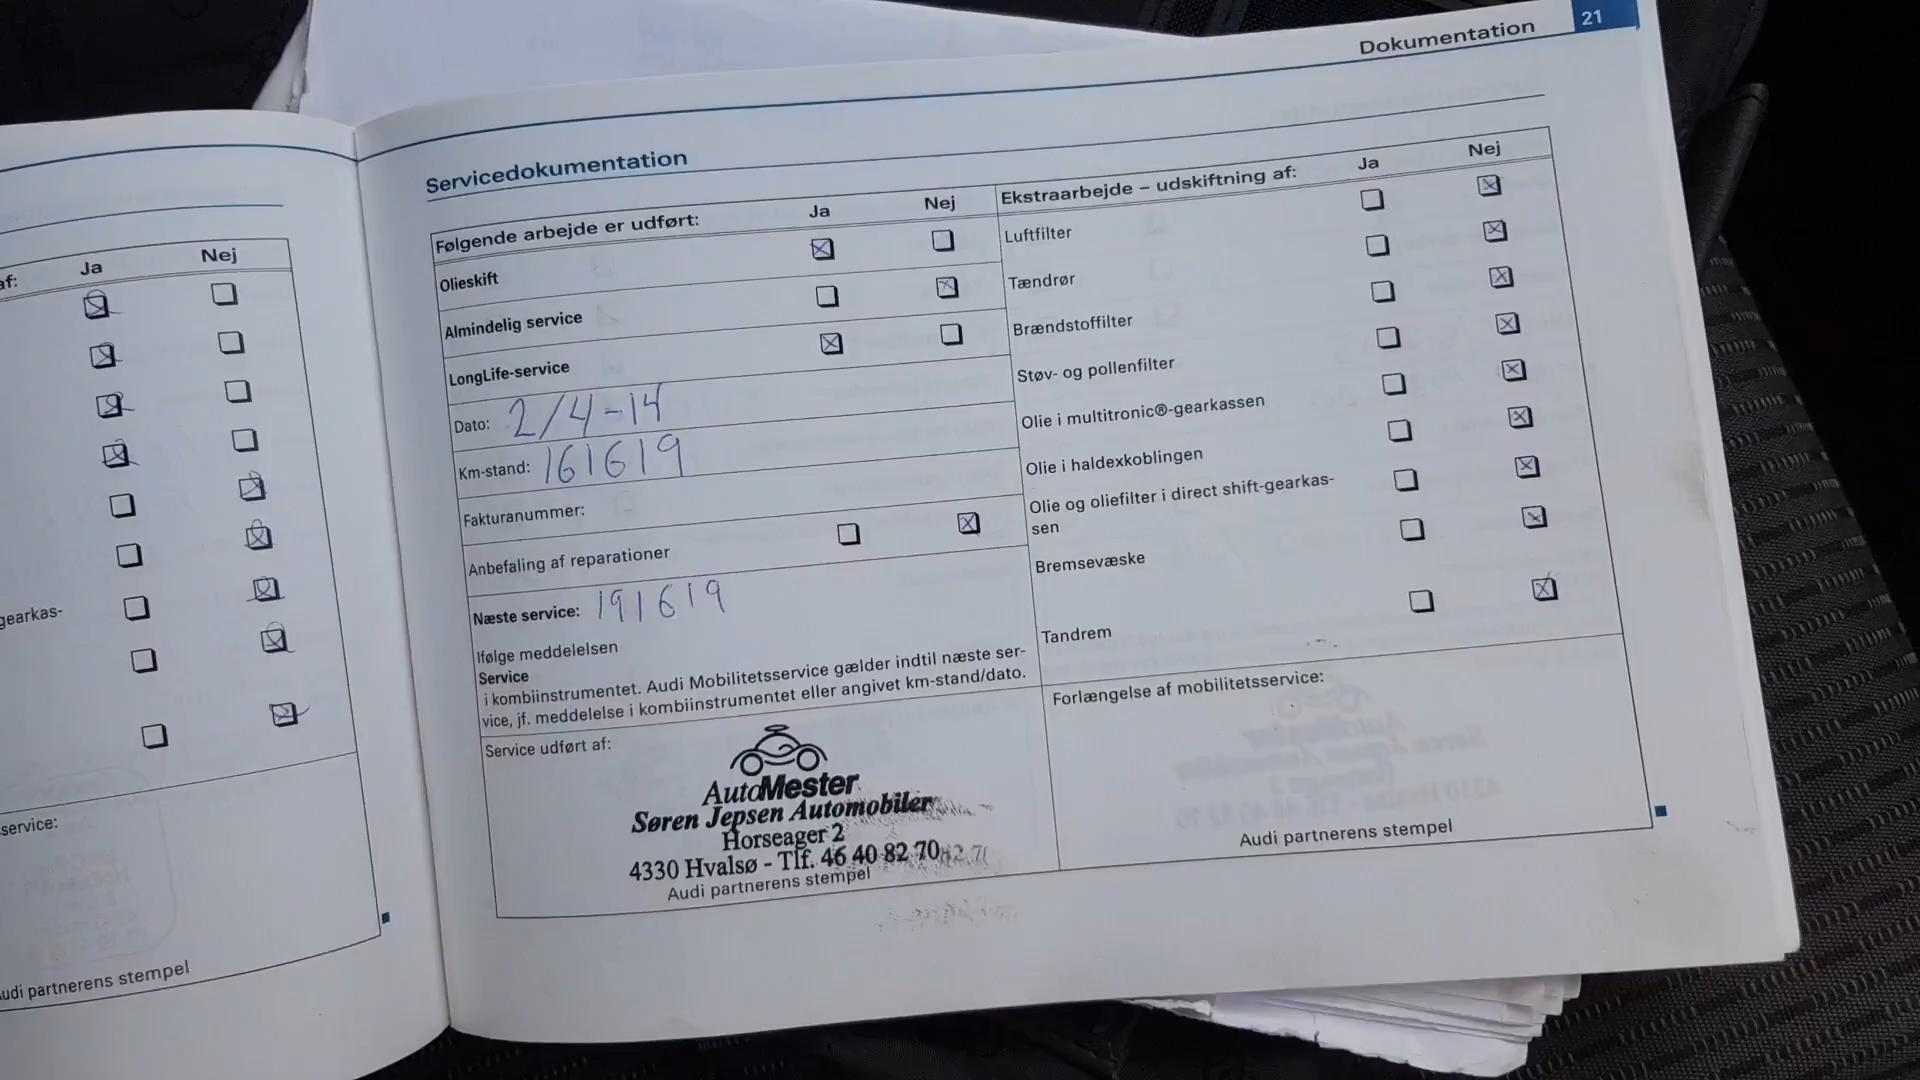 Dokumentation 21
af:
Ja Nej
gearkas-
service:
udi partnerens stempel
Servicedokumentation
Følgende arbejde er udført: Ja Nej
Olieskift
Almindelig service
LongLife-service
Dato: 2/4-14
Km-stand: 161619
Fakturanummer:
Anbefaling af reparationer
Næste service: 191619
Ifølge meddelelsen
Service
i kombiinstrumentet. Audi Mobilitetsservice gælder indtil næste ser-
vice, jf. meddelelse i kombiinstrumentet eller angivet km-stand/dato.
Service udført af:
AutoMester
Søren Jepsen Automobiler
Horseager 2
4330 Hvalsø - Tlf. 46 40 82 70
Audi partnerens stempel
Ekstraarbejde – udskiftning af: Ja Nej
Luftfilter
Tændrør
Brændstoffilter
Støv- og pollenfilter
Olie i multitronic®-gearkassen
Olie i haldexkoblingen
Olie og oliefilter i direct shift-gearkas-
sen
Bremsevæske
Tandrem
Forlængelse af mobilitetsservice:
Audi partnerens stempel